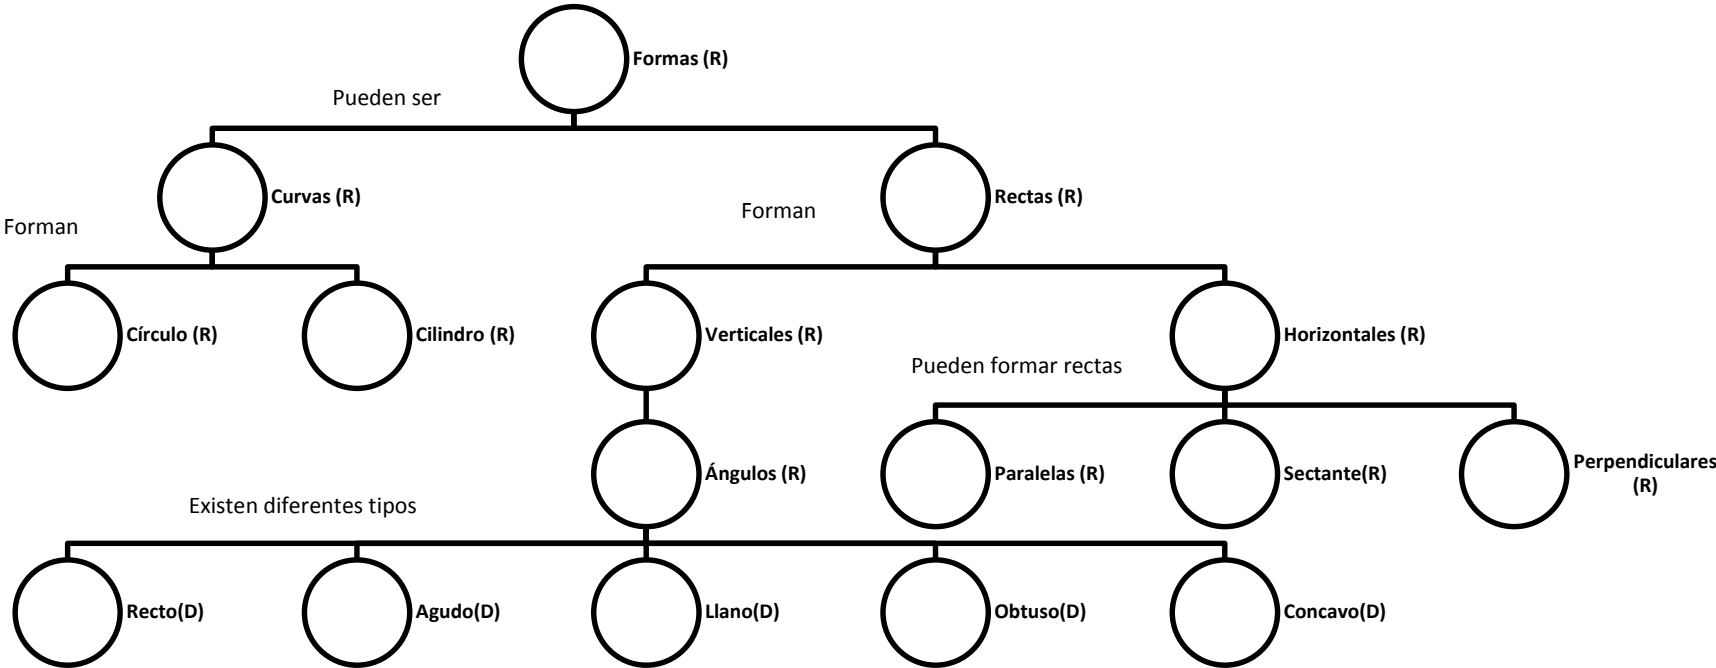 Formas (R)
Pueden ser
Curvas (R)
Rectas (R)
Forman
Forman
Círculo (R)
Cilindro (R)
Verticales (R)
Horizontales (R)
Pueden formar rectas
Ángulos (R)
Paralelas (R)
Sectante(R)
Perpendiculares
(R)
Existen diferentes tipos
Recto(D)
Agudo(D)
Llano(D)
Obtuso(D)
Concavo(D)